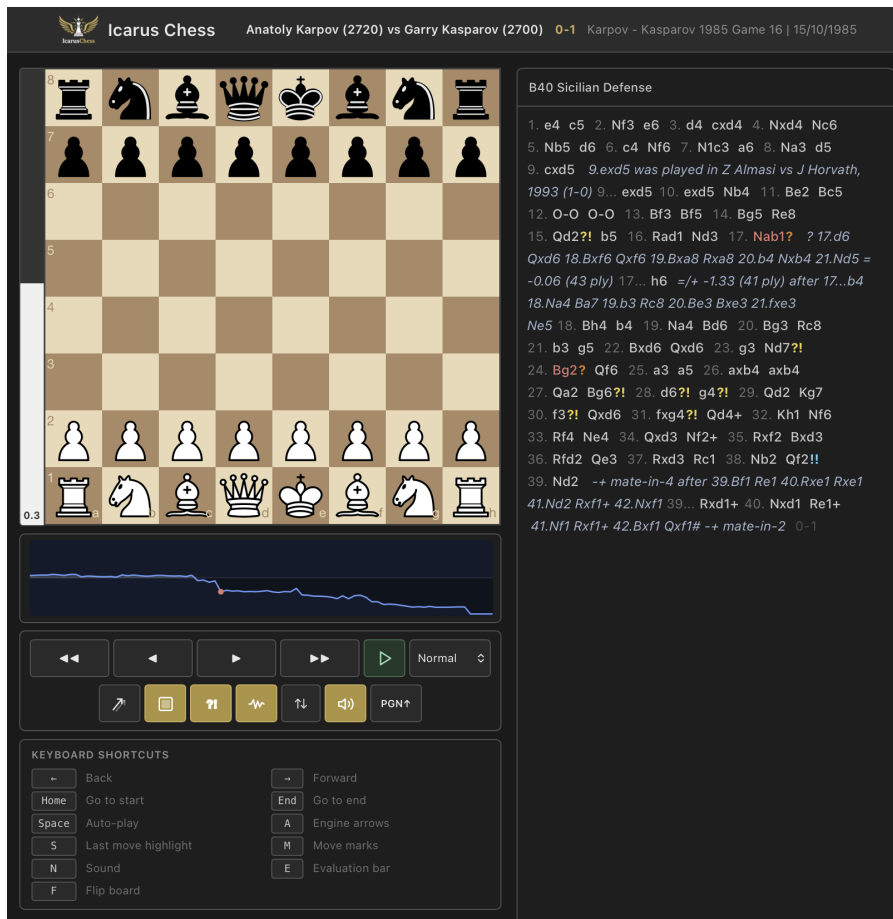 IcarusChess
Icarus Chess
Anatoly Karpov (2720) vs Garry Kasparov (2700) 0-1 Karpov - Kasparov 1985 Game 16 | 15/10/1985
8
7
6
5
4
3
2
1
a b c d e f g h
0.3
Normal
?!
PGN↑
KEYBOARD SHORTCUTS
← Back
→ Forward
Home Go to start
End Go to end
Space Auto-play
A Engine arrows
S Last move highlight
M Move marks
N Sound
E Evaluation bar
F Flip board
B40 Sicilian Defense
1. e4 c5 2. Nf3 e6 3. d4 cxd4 4. Nxd4 Nc6
5. Nb5 d6 6. c4 Nf6 7. N1c3 a6 8. Na3 d5
9. cxd5 9.exd5 was played in Z Almasi vs J Horvath,
1993 (1-0) 9... exd5 10. exd5 Nb4 11. Be2 Bc5
12. O-O O-O 13. Bf3 Bf5 14. Bg5 Re8
15. Qd2?! b5 16. Rad1 Nd3 17. Nab1? ? 17.d6
Qxd6 18.Bxf6 Qxf6 19.Bxa8 Rxa8 20.b4 Nxb4 21.Nd5 =
-0.06 (43 ply) 17... h6 =/+ -1.33 (41 ply) after 17...b4
18.Na4 Ba7 19.b3 Rc8 20.Be3 Bxe3 21.fxe3
Ne5 18. Bh4 b4 19. Na4 Bd6 20. Bg3 Rc8
21. b3 g5 22. Bxd6 Qxd6 23. g3 Nd7?!
24. Bg2? Qf6 25. a3 a5 26. axb4 axb4
27. Qa2 Bg6?! 28. d6?! g4?! 29. Qd2 Kg7
30. f3?! Qxd6 31. fxg4?! Qd4+ 32. Kh1 Nf6
33. Rf4 Ne4 34. Qxd3 Nf2+ 35. Rxf2 Bxd3
36. Rfd2 Qe3 37. Rxd3 Rc1 38. Nb2 Qf2!!
39. Nd2 -+ mate-in-4 after 39.Bf1 Re1 40.Rxe1 Rxe1
41.Nd2 Rxf1+ 42.Nxf1 39... Rxd1+ 40. Nxd1 Re1+
41.Nf1 Rxf1+ 42.Bxf1 Qxf1# -+ mate-in-2 0-1